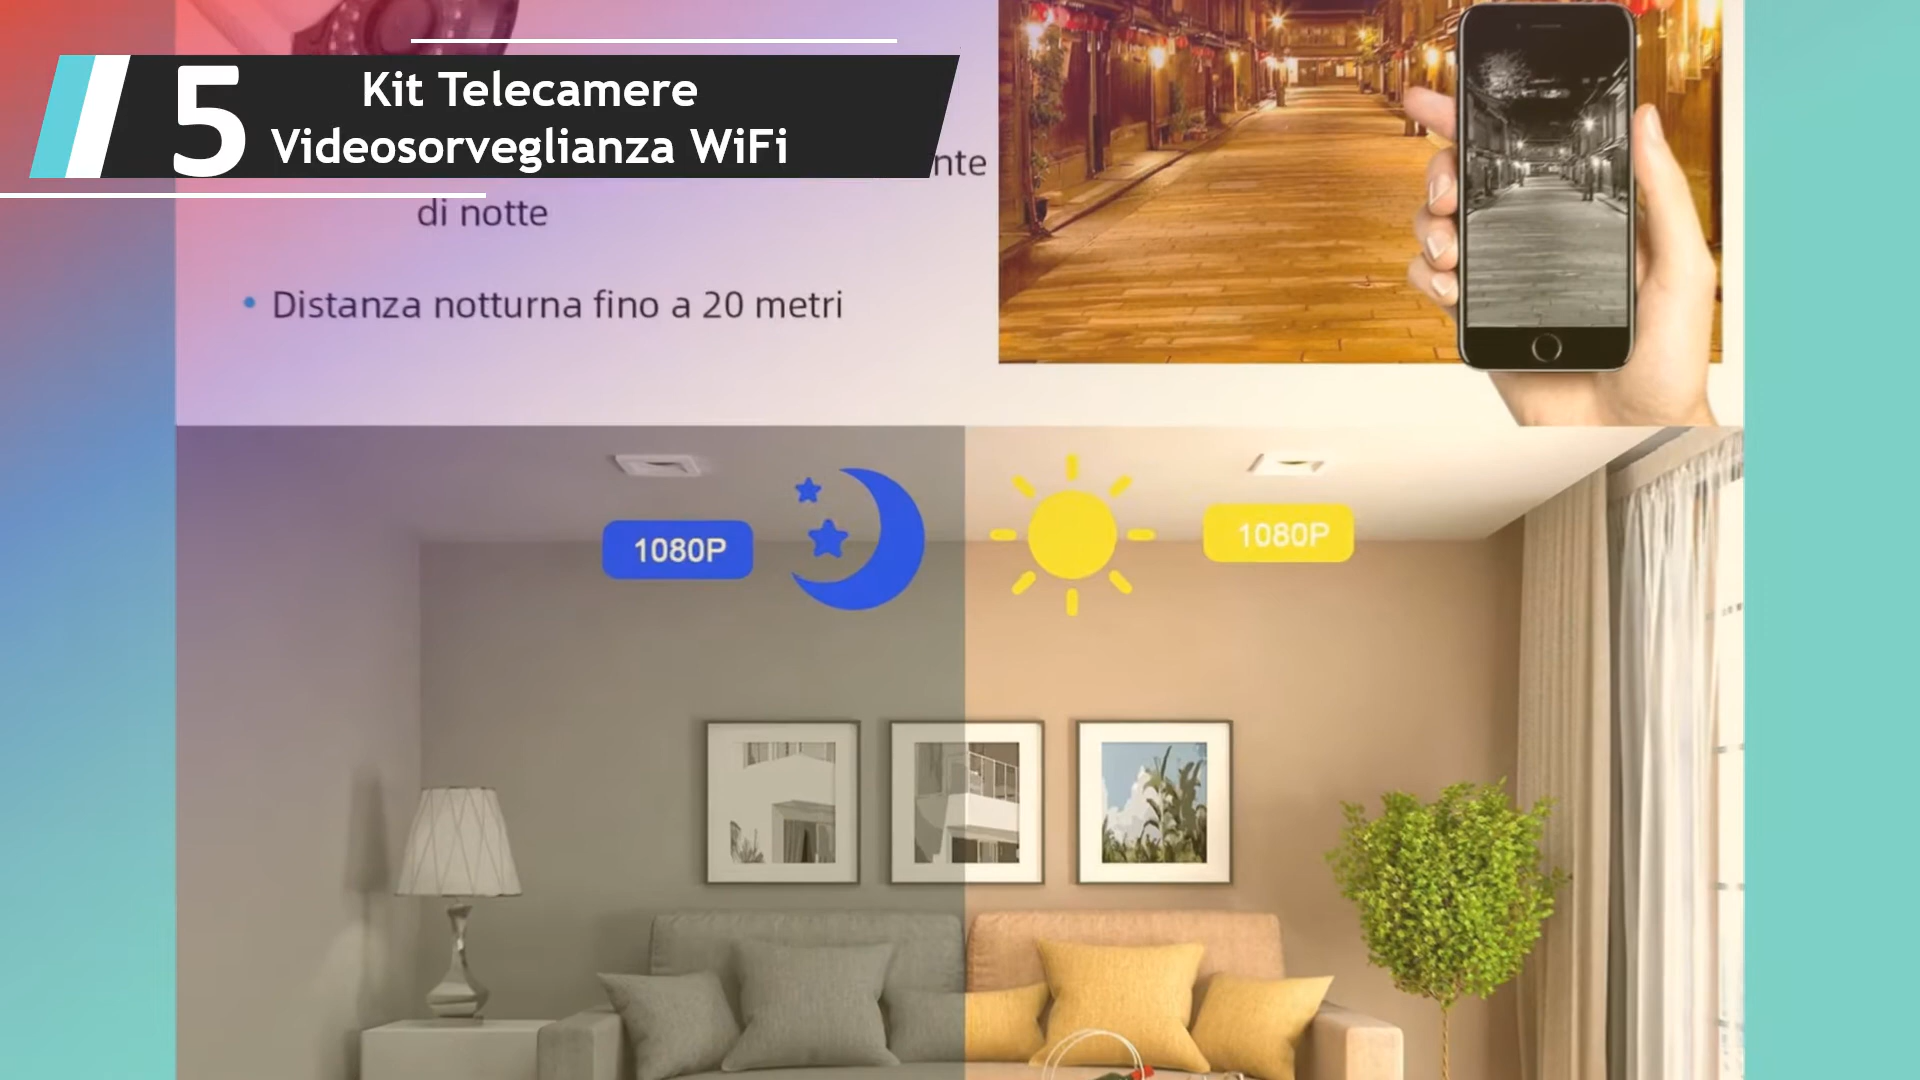 5
Kit Telecamere
Videosorveglianza WiFi
nte
di notte
• Distanza notturna fino a 20 metri
1080P
1080P